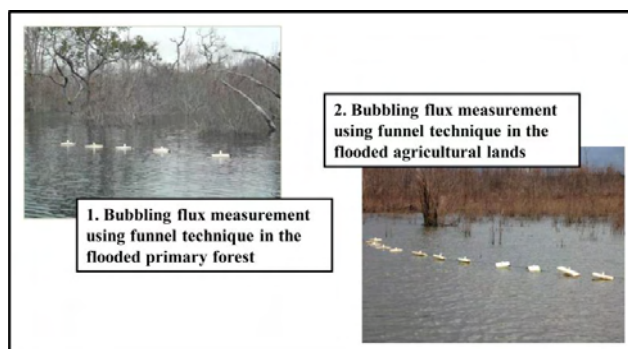 1. Bubbling flux measurement
using funnel technique in the
flooded primary forest
2. Bubbling flux measurement
using funnel technique in the
flooded agricultural lands